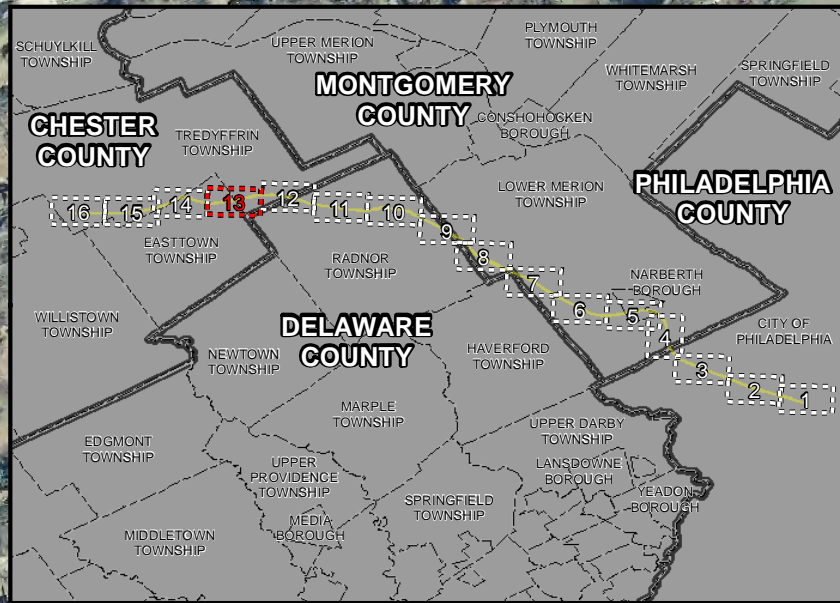 PLYMOUTH
TOWNSHIP
SCHUYLKILL
TOWNSHIP
UPPER MERION
TOWNSHIP
WHITEMARSH
TOWNSHIP
SPRINGFIELD
TOWNSHIP
MONTGOMERY
COUNTY
CONSHOHOCKEN
BOROUGH
CHESTER
COUNTY
TREDYFFRIN
TOWNSHIP
LOWER MERION
TOWNSHIP
PHILADELPHIA
COUNTY
16
15
14
13
12
11
10
9
8
7
6
5
4
3
2
1
EASTTOWN
TOWNSHIP
RADNOR
TOWNSHIP
NARBERTH
BOROUGH
WILLISTOWN
TOWNSHIP
DELAWARE
COUNTY
CITY OF
PHILADELPHIA
NEWTOWN
TOWNSHIP
HAVERFORD
TOWNSHIP
MARPLE
TOWNSHIP
EDGMONT
TOWNSHIP
UPPER DARBY
TOWNSHIP
UPPER
PROVIDENCE
TOWNSHIP
LANSDOWNE
BOROUGH
SPRINGFIELD
TOWNSHIP
YEADON
BOROUGH
MEDIA
BOROUGH
MIDDLETOWN
TOWNSHIP